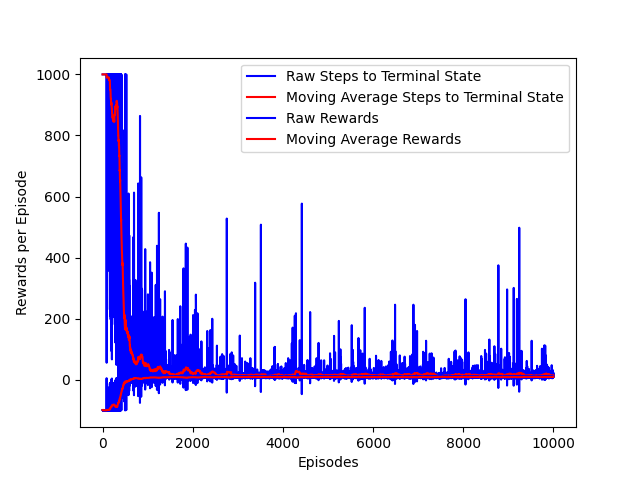 Raw Steps to Terminal State
Moving Average Steps to Terminal State
Raw Rewards
Moving Average Rewards
Rewards per Episode
1000
800
600
400
200
0
0 2000 4000 6000 8000 10000
Episodes